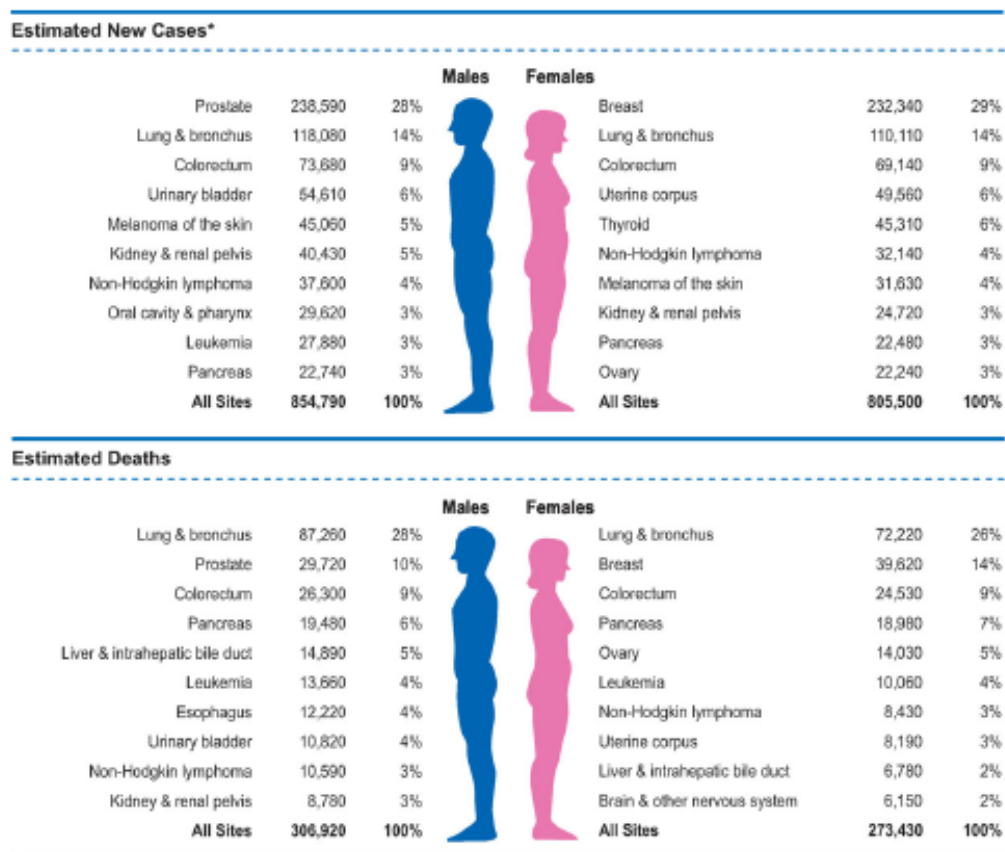 Estimated New Cases*
Males Females
Prostate 238,590 28% Breast 232,340 29%
Lung & bronchus 118,080 14% Lung & bronchus 110,110 14%
Colorectum 73,680 9% Colorectum 69,140 9%
Urinary bladder 54,610 6% Uterine corpus 49,560 6%
Melanoma of the skin 45,060 5% Thyroid 45,310 6%
Kidney & renal pelvis 40,430 5% Non-Hodgkin lymphoma 32,140 4%
Non-Hodgkin lymphoma 37,600 4% Melanoma of the skin 31,630 4%
Oral cavity & pharynx 29,620 3% Kidney & renal pelvis 24,720 3%
Leukemia 27,880 3% Pancreas 22,480 3%
Pancreas 22,740 3% Ovary 22,240 3%
All Sites 854,790 100% All Sites 805,500 100%
Estimated Deaths
Males Females
Lung & bronchus 87,260 28% Lung & bronchus 72,220 26%
Prostate 29,720 10% Breast 39,620 14%
Colorectum 26,300 9% Colorectum 24,530 9%
Pancreas 19,480 6% Pancreas 18,980 7%
Liver & intrahepatic bile duct 14,890 5% Ovary 14,030 5%
Leukemia 13,660 4% Leukemia 10,060 4%
Esophagus 12,220 4% Non-Hodgkin lymphoma 8,430 3%
Urinary bladder 10,820 4% Uterine corpus 8,190 3%
Non-Hodgkin lymphoma 10,590 3% Liver & intrahepatic bile duct 6,780 2%
Kidney & renal pelvis 8,780 3% Brain & other nervous system 6,150 2%
All Sites 306,920 100% All Sites 273,430 100%